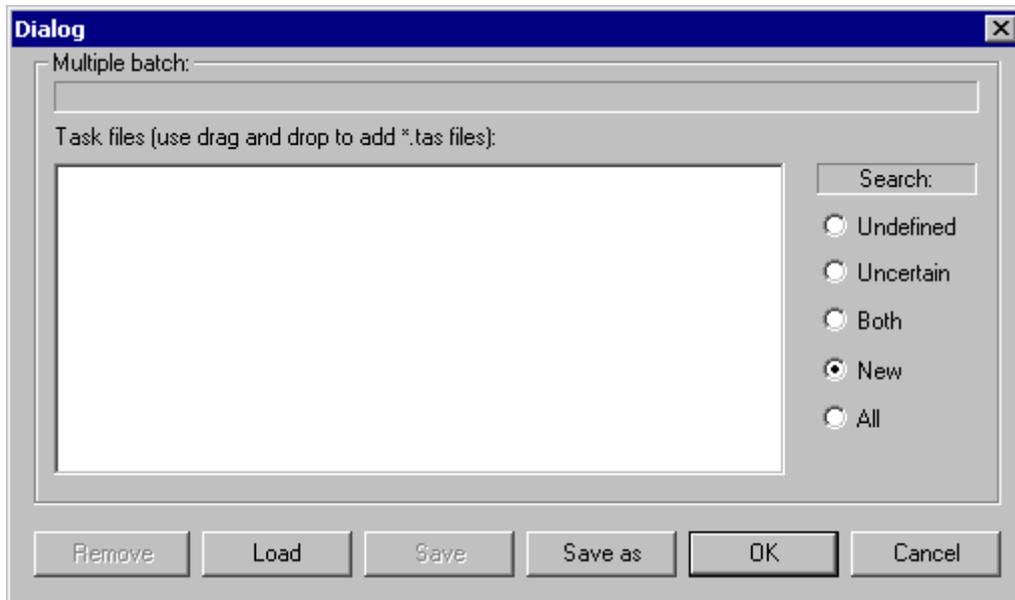 Dialog
Multiple batch:
Task files (use drag and drop to add *.tas files):
Search:
Undefined
Uncertain
Both
New
All
Remove
Load
Save
Save as
OK
Cancel